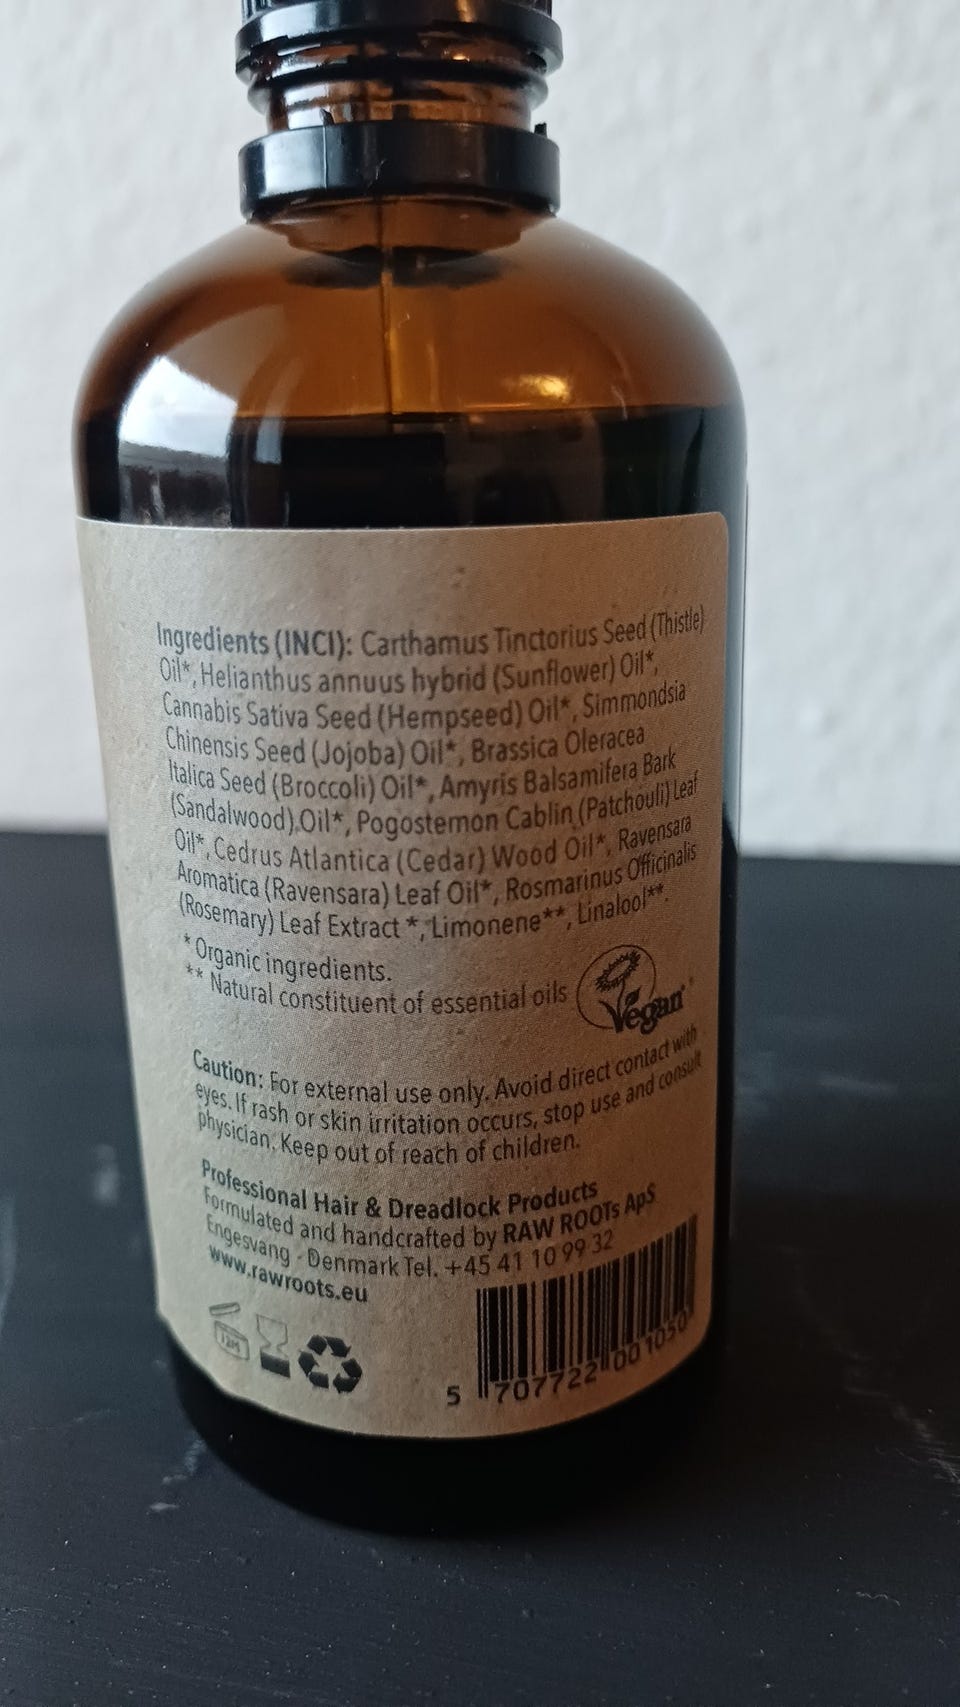 Ingredients (INCI): Carthamus Tinctorius Seed (Thistle)
Oil*, Helianthus annuus hybrid (Sunflower) Oil*,
Cannabis Sativa Seed (Hempseed) Oil*, Simmondsia
Chinensis Seed (Jojoba) Oil*, Brassica Oleracea
Italica Seed (Broccoli) Oil*, Amyris Balsamifera Bark
(Sandalwood) Oil*, Pogostemon Cablin (Patchouli) Leaf
Oil*, Cedrus Atlantica (Cedar) Wood Oil*, Ravensara
Aromatica (Ravensara) Leaf Oil*, Rosmarinus Officinalis
(Rosemary) Leaf Extract *, Limonene**, Linalool**.
* Organic ingredients.
** Natural constituent of essential oils
Vegan
Caution: For external use only. Avoid direct contact with
eyes. If rash or skin irritation occurs, stop use and consult
physician. Keep out of reach of children.
Professional Hair & Dreadlock Products
Formulated and handcrafted by RAW ROOTs ApS
Engesvang - Denmark Tel. +45 41 10 99 32
www.rawroots.eu
12M
5 707722 001050